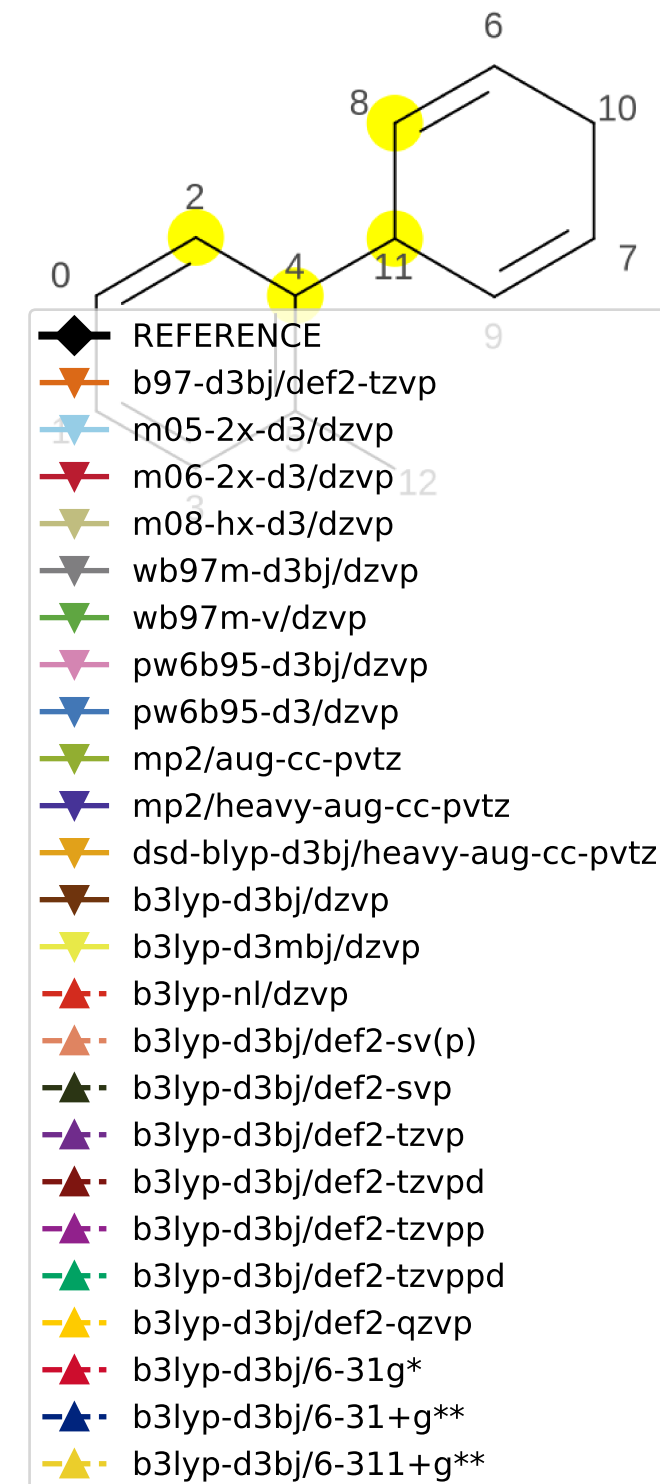 6
8
10
2
4
11
7
0
REFERENCE
9
b97-d3bj/def2-tzvp
1
m05-2x-d3/dzvp
5
m06-2x-d3/dzvp
12
3
m08-hx-d3/dzvp
wb97m-d3bj/dzvp
wb97m-v/dzvp
pw6b95-d3bj/dzvp
pw6b95-d3/dzvp
mp2/aug-cc-pvtz
mp2/heavy-aug-cc-pvtz
dsd-blyp-d3bj/heavy-aug-cc-pvtz
b3lyp-d3bj/dzvp
b3lyp-d3mbj/dzvp
b3lyp-nl/dzvp
b3lyp-d3bj/def2-sv(p)
b3lyp-d3bj/def2-svp
b3lyp-d3bj/def2-tzvp
b3lyp-d3bj/def2-tzvpd
b3lyp-d3bj/def2-tzvpp
b3lyp-d3bj/def2-tzvppd
b3lyp-d3bj/def2-qzvp
b3lyp-d3bj/6-31g*
b3lyp-d3bj/6-31+g**
b3lyp-d3bj/6-311+g**